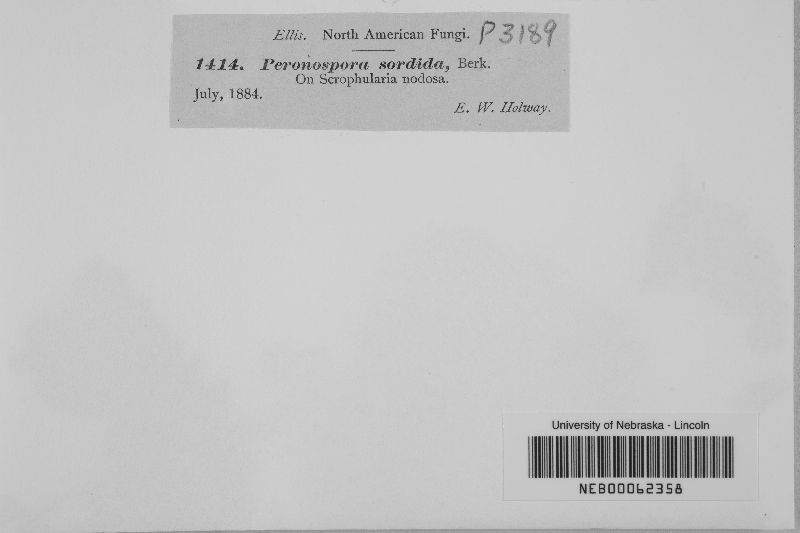 Ellis. North American Fungi. P3189
1414. Peronospora sordida, Berk.
On Scrophularia nodosa.
July, 1884.
E. W. Holway.
University of Nebraska - Lincoln
NEB00062358